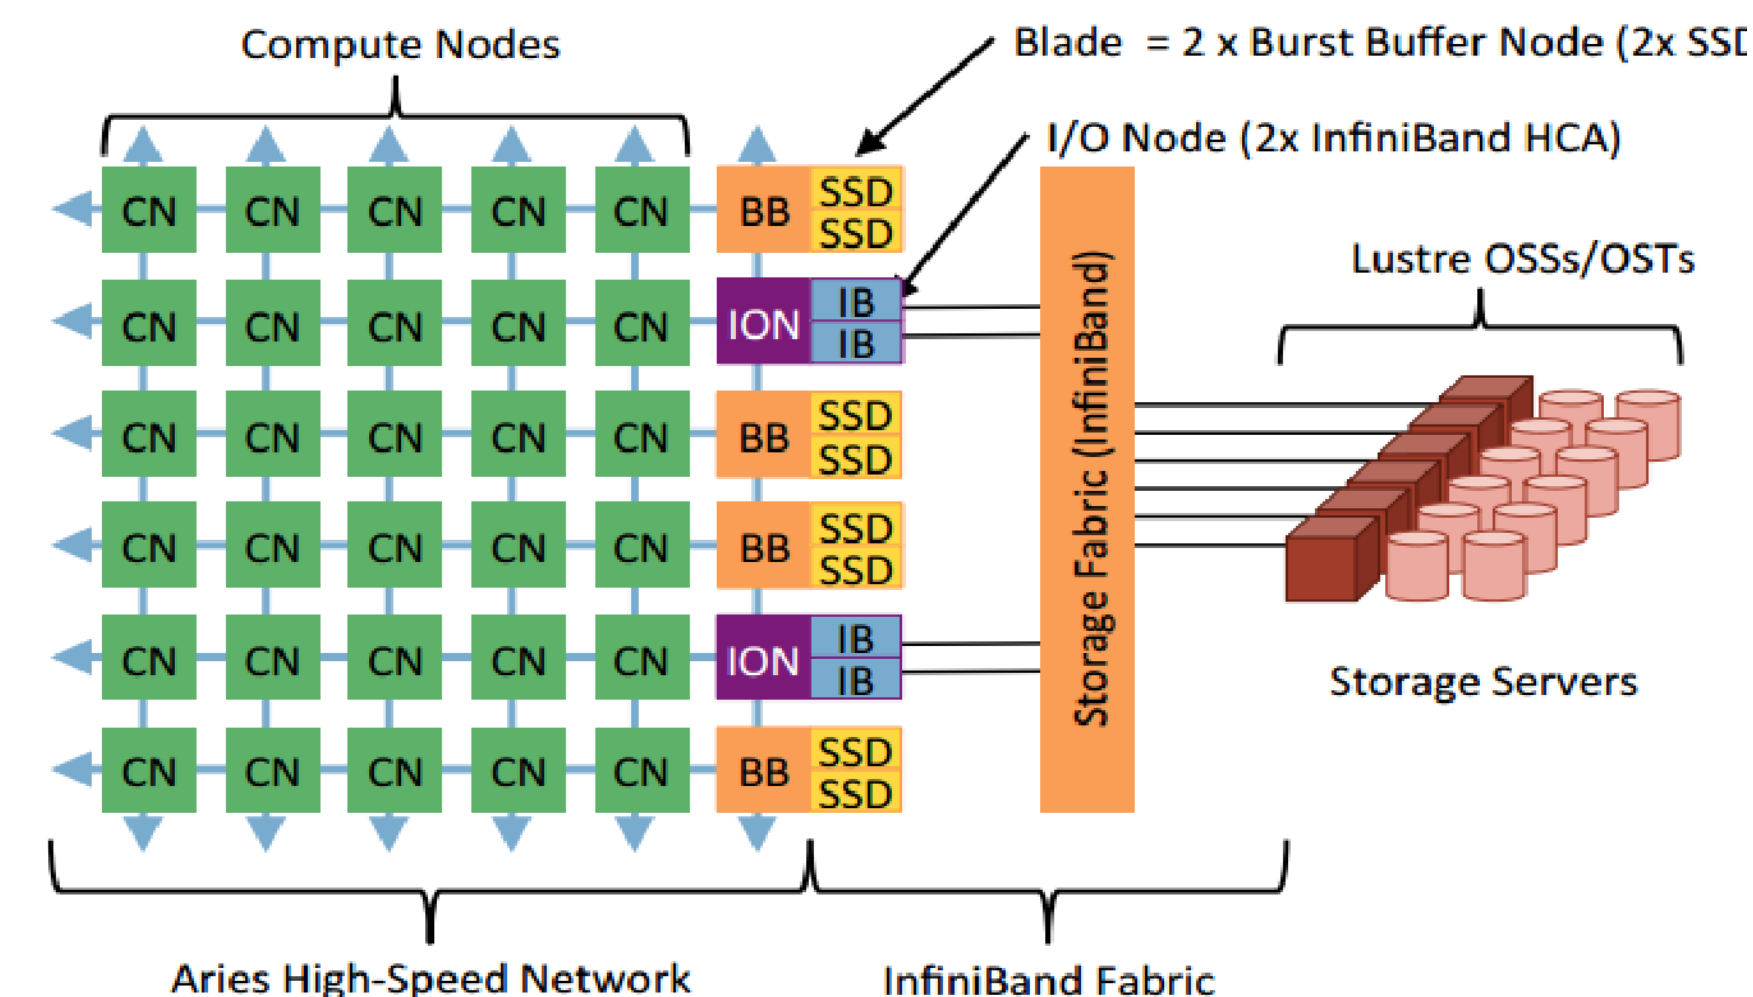 Compute Nodes
Blade = 2 x Burst Buffer Node (2x SSD
I/O Node (2x InfiniBand HCA)
CN CN CN CN CN BB SSD
SSD
CN CN CN CN CN ION IB
IB
CN CN CN CN CN BB SSD
SSD
CN CN CN CN CN BB SSD
SSD
CN CN CN CN CN ION IB
IB
CN CN CN CN CN BB SSD
SSD
Storage Fabric (InfiniBand)
Lustre OSSs/OSTs
Storage Servers
Aries High-Speed Network
InfiniBand Fabric